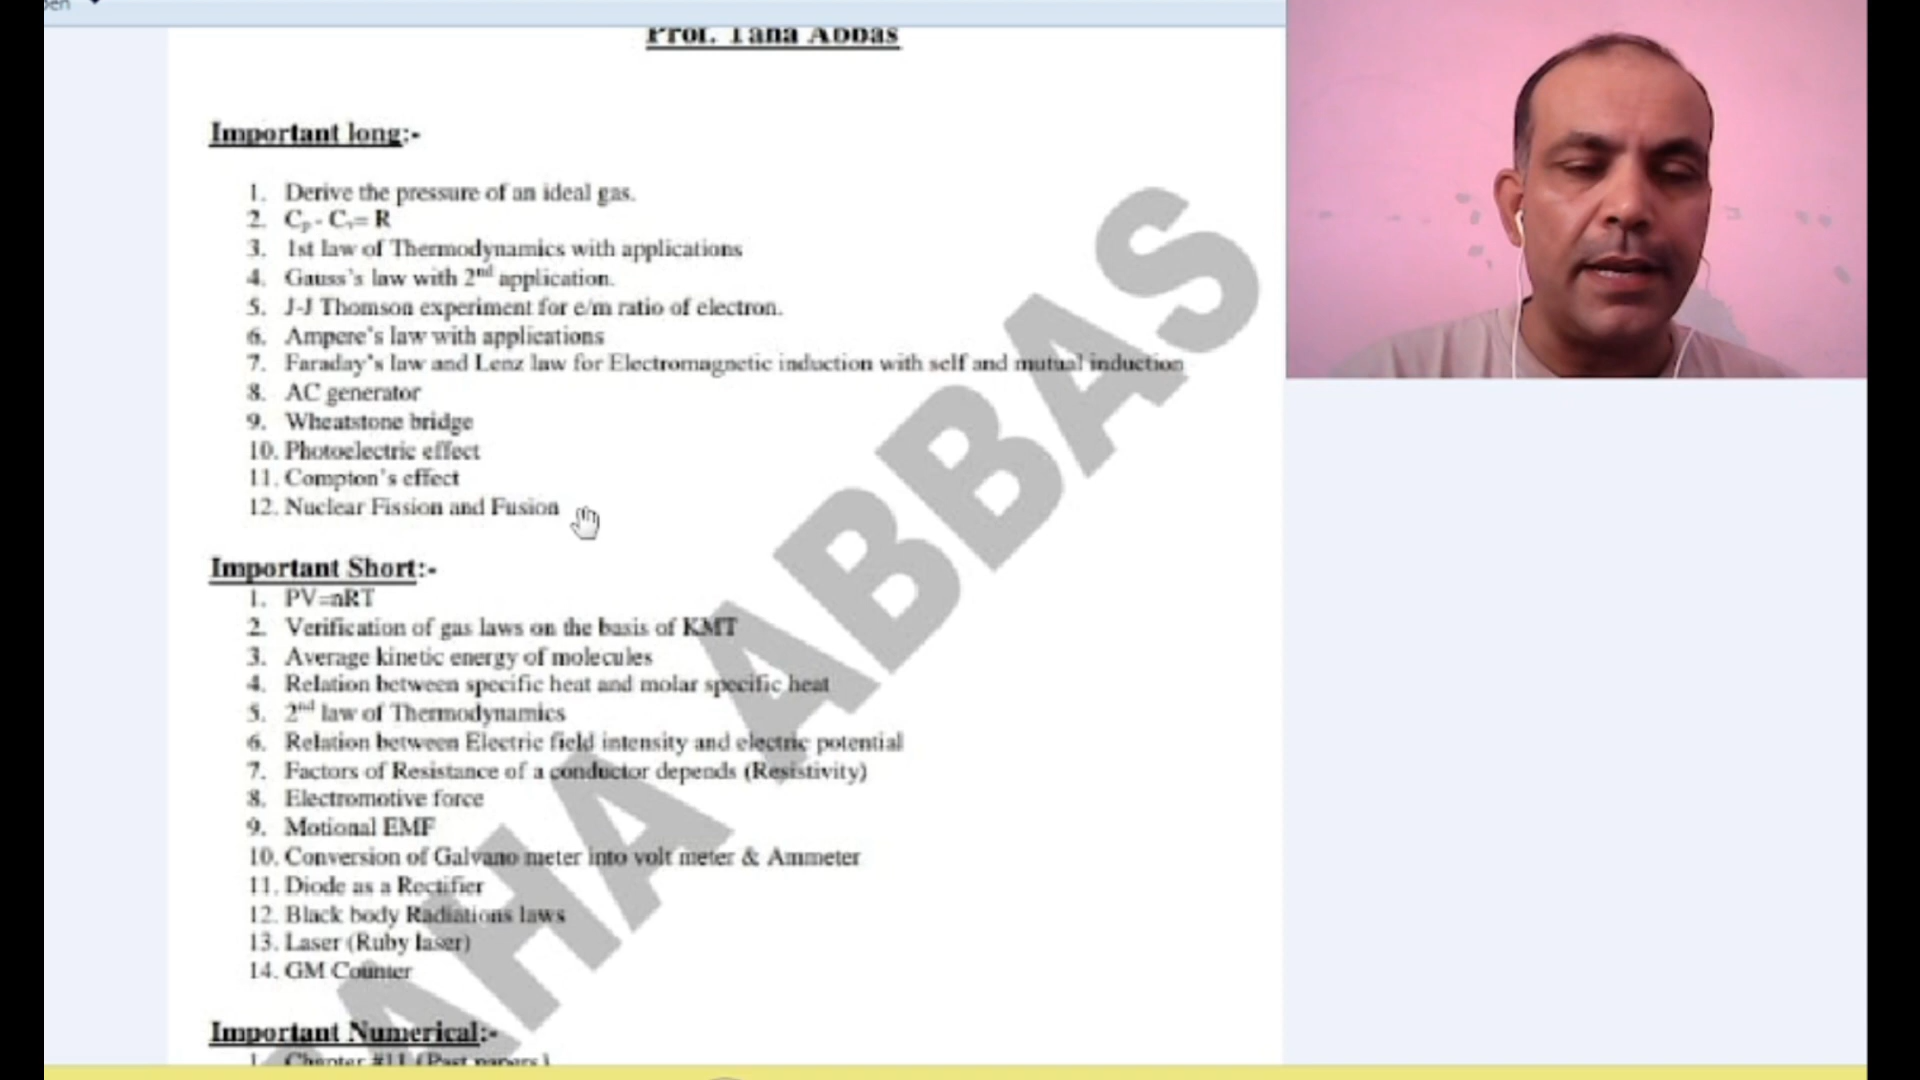 Prof. Taha Abbas
Important long:-
1. Derive the pressure of an ideal gas.
2. Cp - Cv= R
3. 1st law of Thermodynamics with applications
4. Gauss's law with 2nd application.
5. J-J Thomson experiment for e/m ratio of electron.
6. Ampere's law with applications
7. Faraday's law and Lenz law for Electromagnetic induction with self and mutual induction
8. AC generator
9. Wheatstone bridge
10. Photoelectric effect
11. Compton's effect
12. Nuclear Fission and Fusion
Important Short:-
1. PV=nRT
2. Verification of gas laws on the basis of KMT
3. Average kinetic energy of molecules
4. Relation between specific heat and molar specific heat
5. 2nd law of Thermodynamics
6. Relation between Electric field intensity and electric potential
7. Factors of Resistance of a conductor depends (Resistivity)
8. Electromotive force
9. Motional EMF
10. Conversion of Galvano meter into volt meter & Ammeter
11. Diode as a Rectifier
12. Black body Radiations laws
13. Laser (Ruby laser)
14. GM Counter
Important Numerical:-
1. Chapter #11 (Past papers)
AHA ABBAS